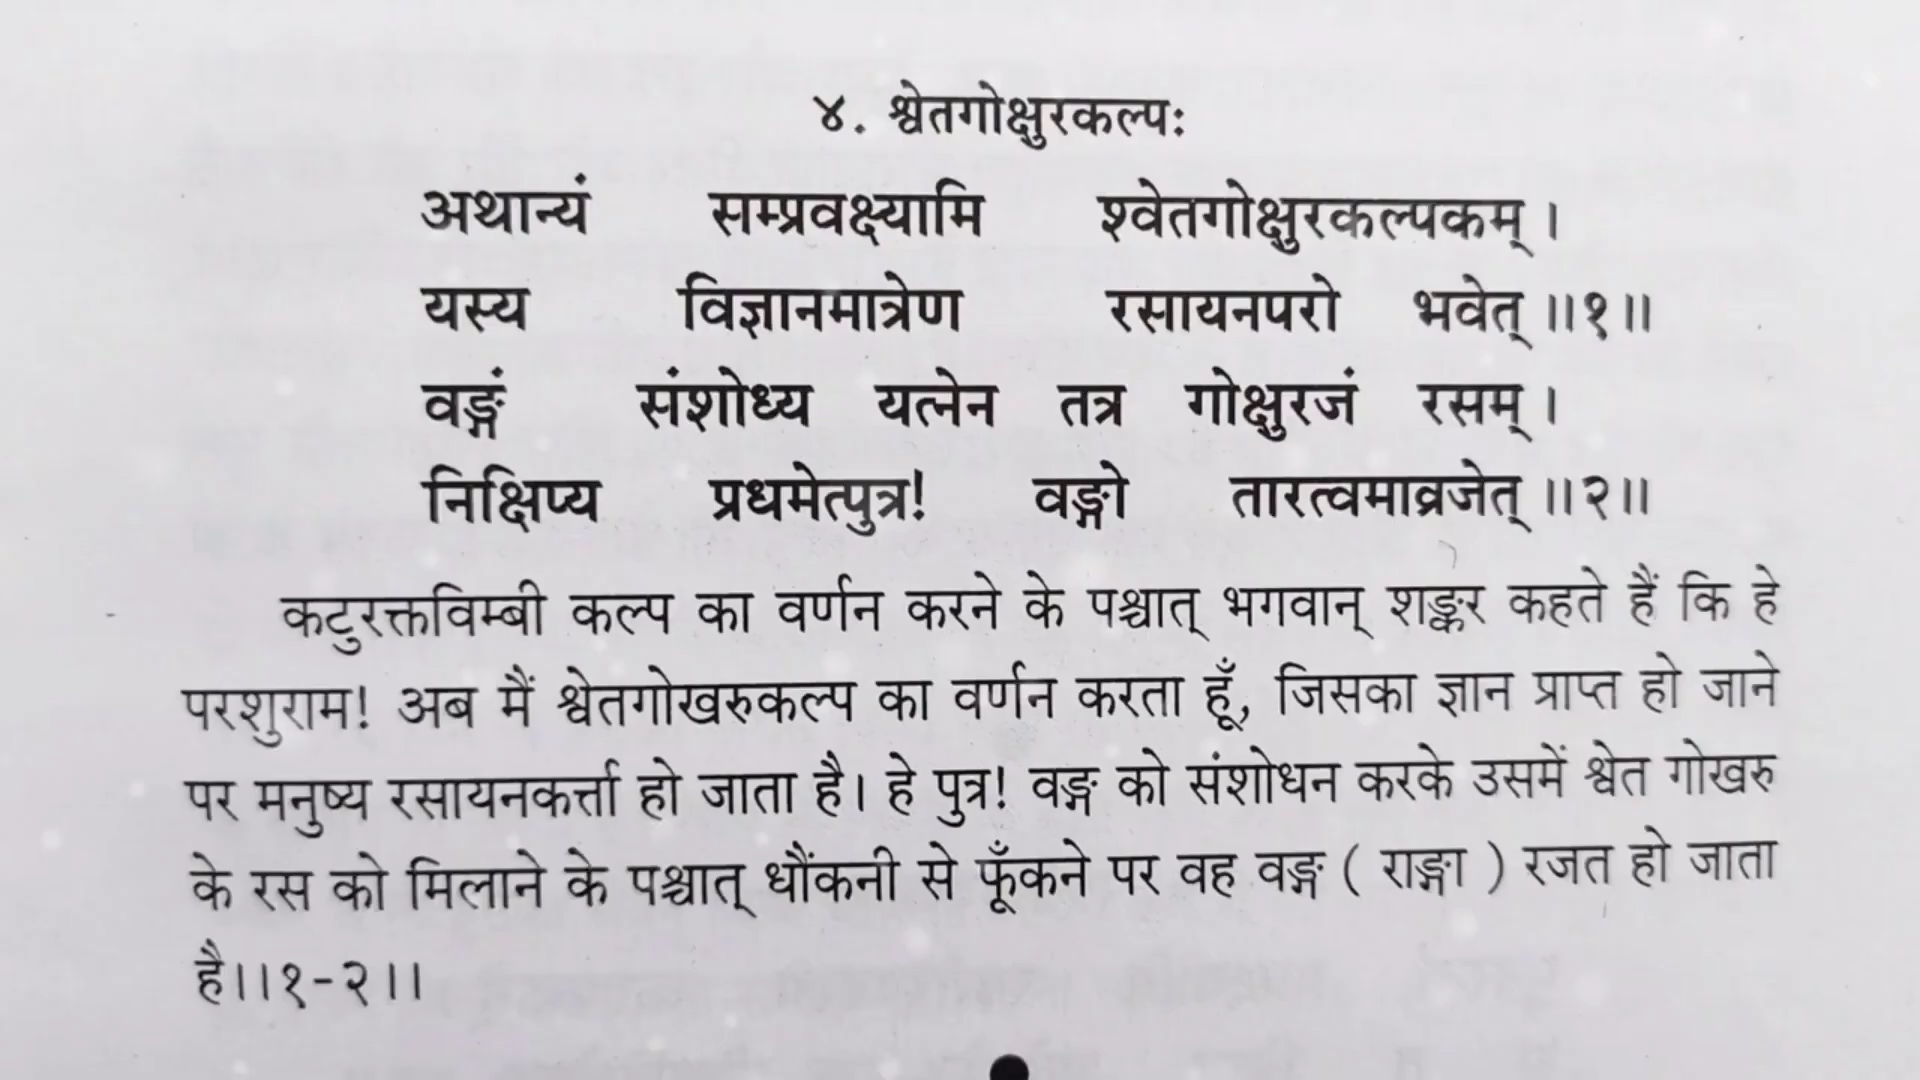 ४. श्वेतगोक्षुरकल्पः
अथान्यं सम्प्रवक्ष्यामि श्वेतगोक्षुरकल्पकम् ।
यस्य विज्ञानमात्रेण रसायनपरो भवेत् ॥१॥
वङ्गं संशोध्य यत्नेन तत्र गोक्षुरजं रसम् ।
निक्षिप्य प्रधमेत्पुत्र! वङ्गो तारत्वमाव्रजेत् ॥२॥
कटुरक्तविम्बी कल्प का वर्णन करने के पश्चात् भगवान् शङ्कर कहते हैं कि हे
परशुराम! अब मैं श्वेतगोखरुकल्प का वर्णन करता हूँ, जिसका ज्ञान प्राप्त हो जाने
पर मनुष्य रसायनकर्त्ता हो जाता है। हे पुत्र! वङ्ग को संशोधन करके उसमें श्वेत गोखरु
के रस को मिलाने के पश्चात् धौंकनी से फूँकने पर वह वङ्ग ( राङ्गा ) रजत हो जाता
है।।१-२।।